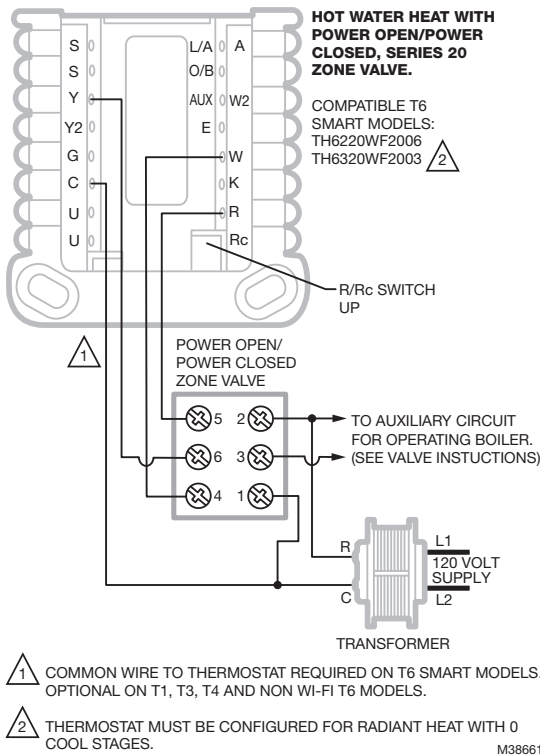 HOT WATER HEAT WITH
POWER OPEN/POWER
CLOSED, SERIES 20
ZONE VALVE.
COMPATIBLE T6
SMART MODELS:
TH6220WF2006
TH6320WF2003 2
S L/A A
S O/B
Y AUX W2
Y2 E
G W
C K
U R
U Rc
R/Rc SWITCH
UP
1
POWER OPEN/
POWER CLOSED
ZONE VALVE
5 2
6 3
4 1
TO AUXILIARY CIRCUIT
FOR OPERATING BOILER.
(SEE VALVE INSTUCTIONS)
R L1
120 VOLT
SUPPLY
C L2
TRANSFORMER
1 COMMON WIRE TO THERMOSTAT REQUIRED ON T6 SMART MODELS.
OPTIONAL ON T1, T3, T4 AND NON WI-FI T6 MODELS.
2 THERMOSTAT MUST BE CONFIGURED FOR RADIANT HEAT WITH 0
COOL STAGES.
M38661